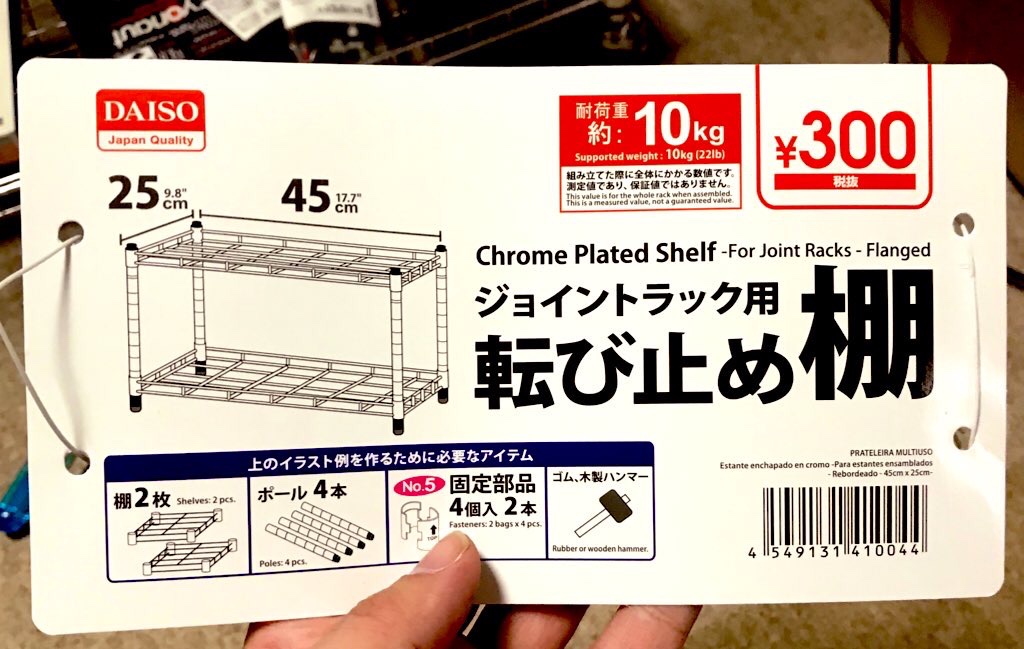 DAISO
Japan Quality
耐荷重
約:10kg
Supported weight : 10kg (22lb)
組み立てた際に全体にかかる数値です。
測定値であり、保証値ではありません。
This value is for the whole rack when assembled.
This is a measured value, not a guaranteed value.
¥300
税抜
25cm
9.8"
45cm
17.7"
Chrome Plated Shelf -For Joint Racks - Flanged
ジョイントラック用
転び止め棚
上のイラスト例を作るために必要なアイテム
棚2枚 Shelves: 2 pcs.
ポール 4本
Poles: 4 pcs.
No.5 固定部品
4個入 2本
Fasteners: 2 bags x 4 pcs.
TOP
ゴム、木製ハンマー
Rubber or wooden hammer.
PRATELEIRA MULTIUSO
Estante enchapado en cromo -Para estantes ensamblados
- Rebordeado - 45cm x 25cm-
4 549131 410044